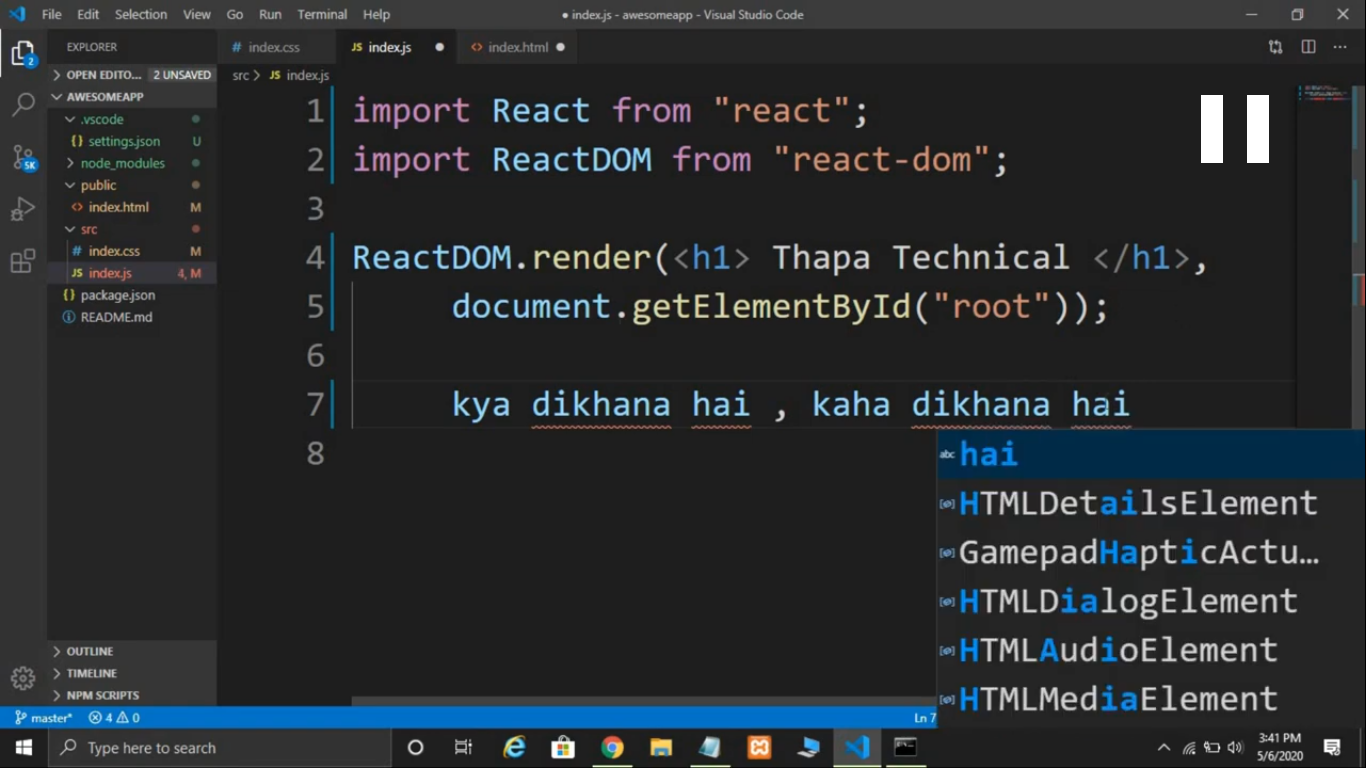 File Edit Selection View Go Run Terminal Help
● index.js - awesomeapp - Visual Studio Code
EXPLORER
OPEN EDITO... 2 UNSAVED
AWESOMEAPP
.vscode
{} settings.json U
node_modules
public
<> index.html M
src
# index.css M
JS index.js 4, M
{} package.json
README.md
OUTLINE
TIMELINE
NPM SCRIPTS
# index.css JS index.js ● <> index.html ●
src > JS index.js
1 import React from "react";
2 import ReactDOM from "react-dom";
3
4 ReactDOM.render(<h1> Thapa Technical </h1>,
5 document.getElementById("root"));
6
7 kya dikhana hai , kaha dikhana hai
8
abc hai
HTMLDetailsElement
GamepadHapticActu...
HTMLDialogElement
HTMLAudioElement
HTMLMediaElement
2
5K
master* 4 0
Ln 7
Type here to search
3:41 PM
5/6/2020